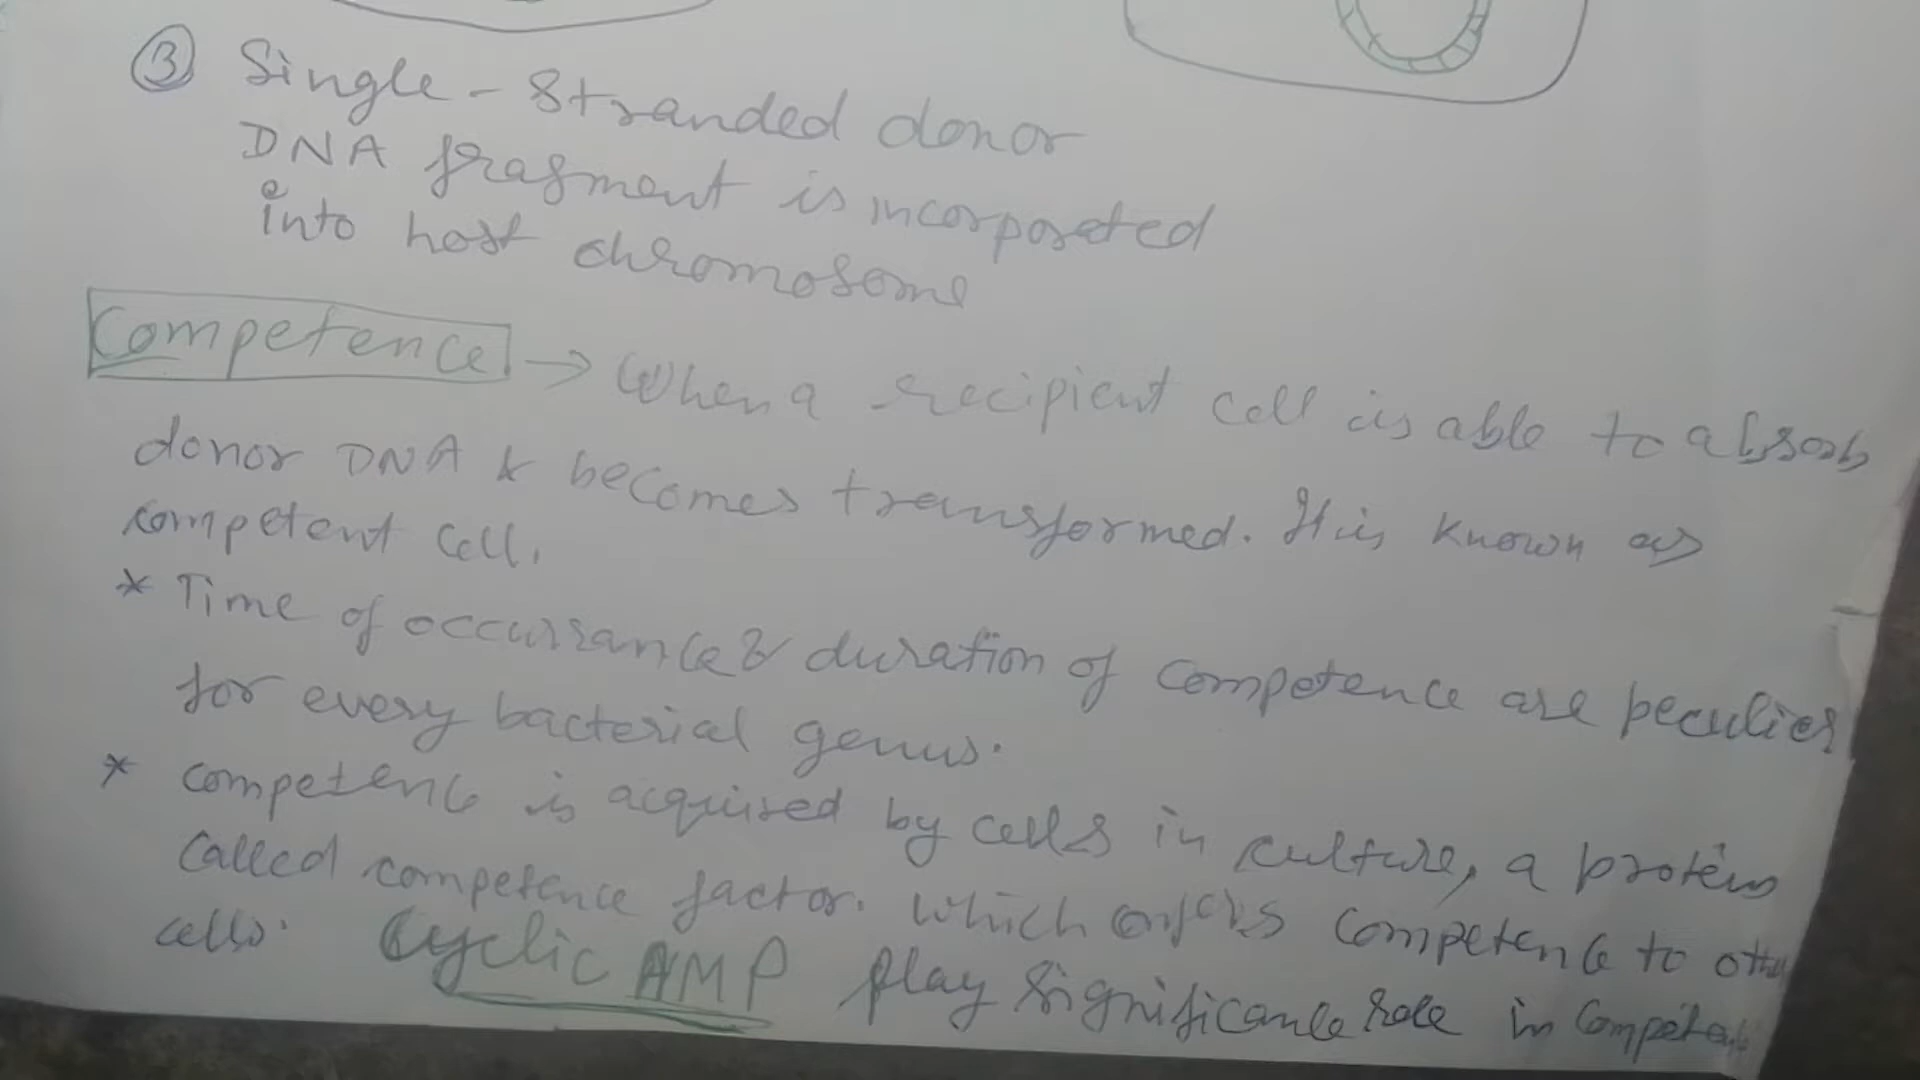 ③ Single-Stranded donor
DNA fragment is incorporated
into host chromosome
Competence → When a recipient cell is able to absorb
donor DNA & becomes transformed. It is known as
competent cell.
* Time of occurrance & duration of competence are peculier
for every bacterial genus.
* competence is acquired by cells in culture, a protein
called competence factor. which confers competence to other
cells. Cyclic AMP play significance role in